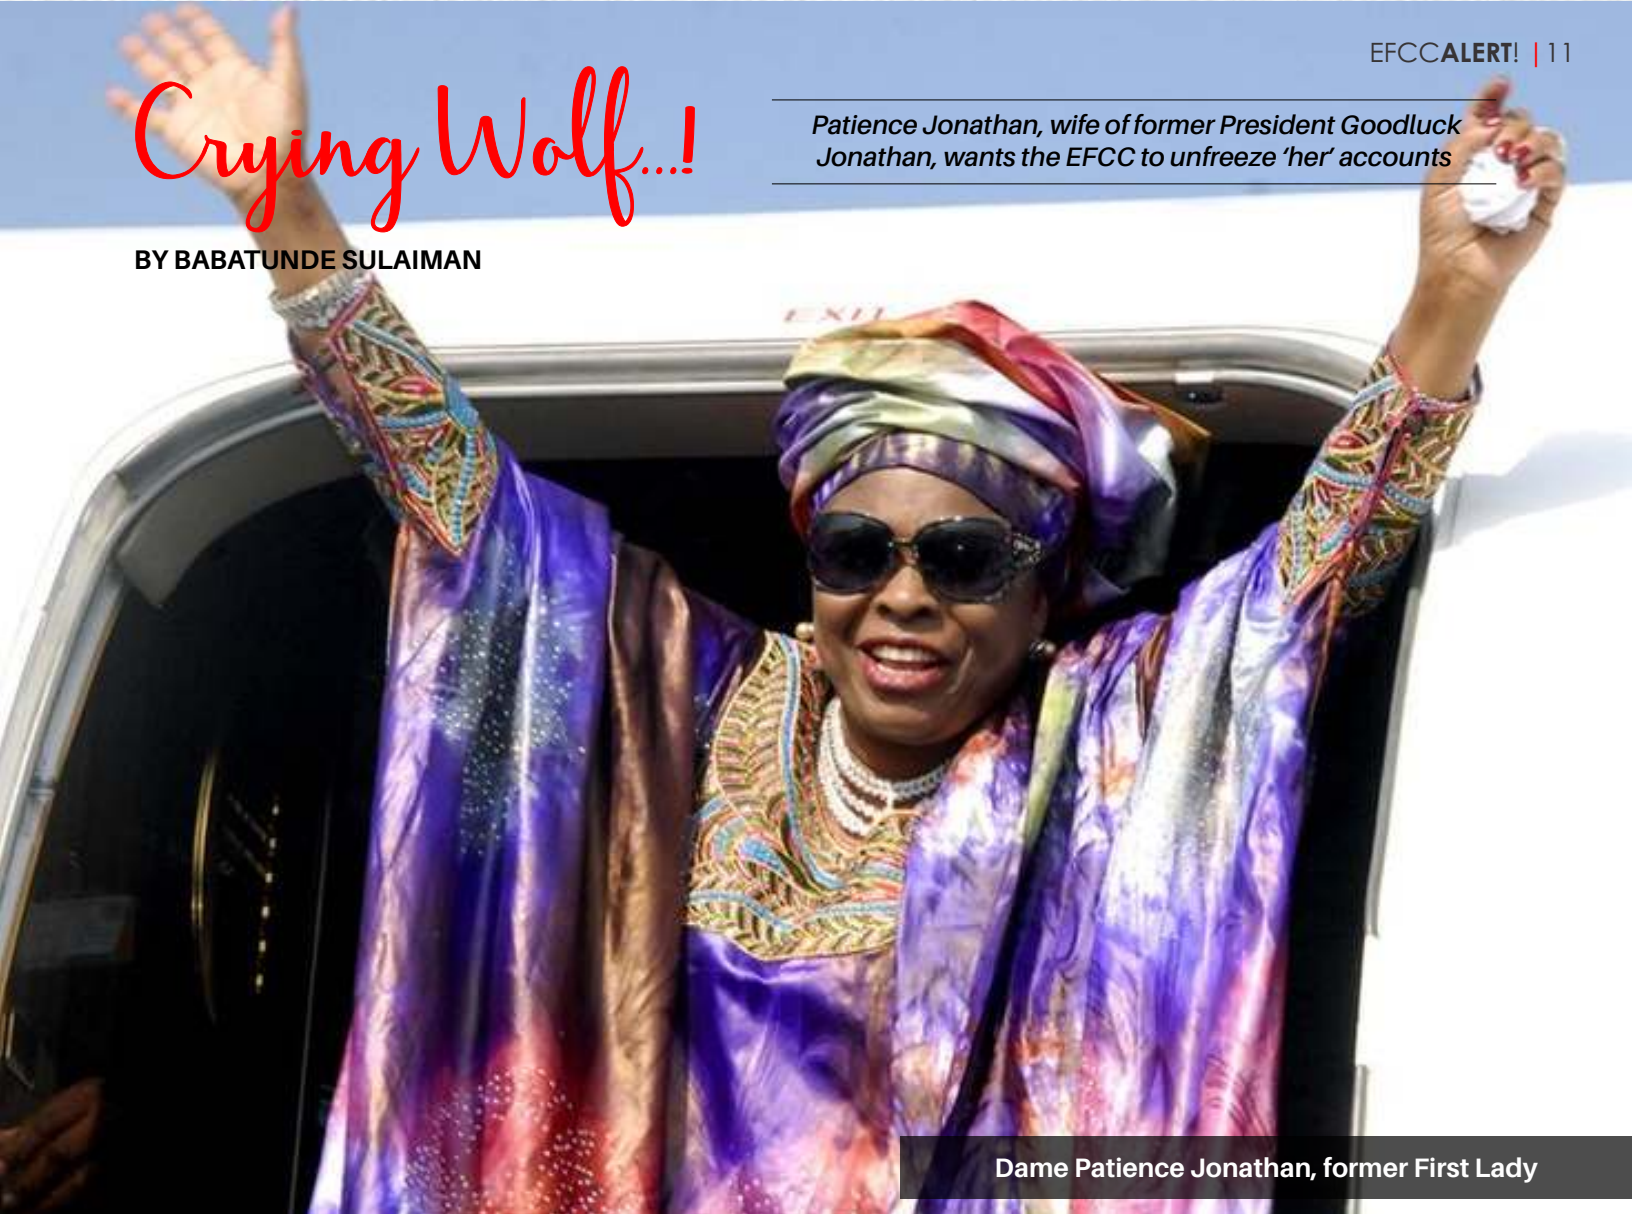 EFCCALERT! | 11
Crying Wolf...!
Patience Jonathan, wife of former President Goodluck
Jonathan, wants the EFCC to unfreeze ‘her’ accounts
BY BABATUNDE SULAIMAN
EXIT
Dame Patience Jonathan, former First Lady